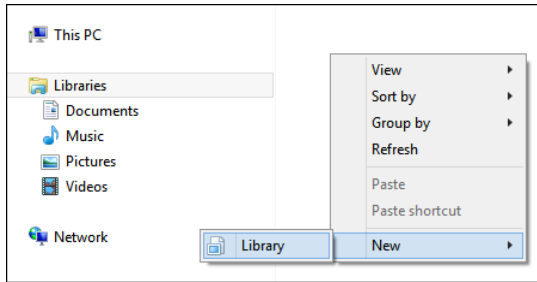 This PC
Libraries
Documents
Music
Pictures
Videos
Network
View
Sort by
Group by
Refresh
Paste
Paste shortcut
New
Library